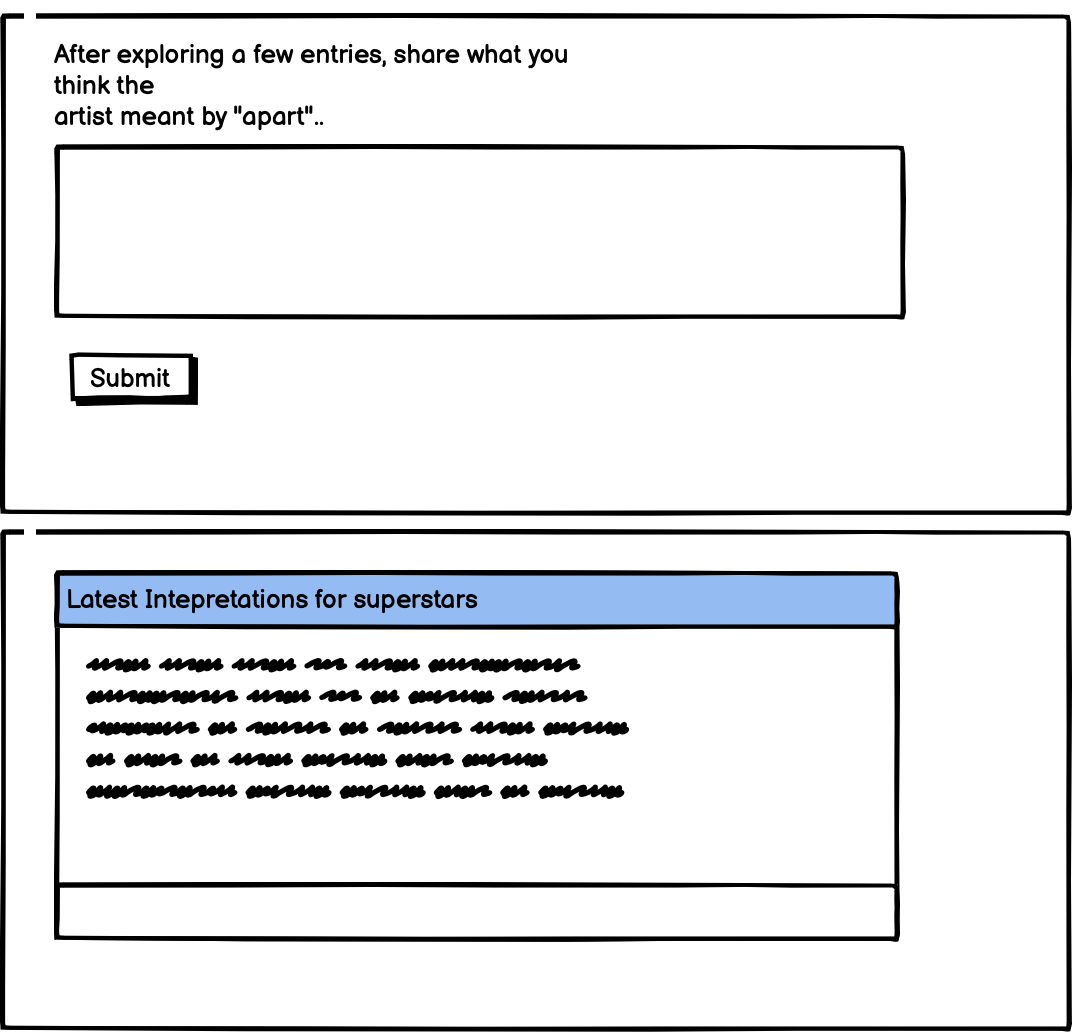 After exploring a few entries, share what you
think the
artist meant by "apart"..
Submit
Latest Intepretations for superstars